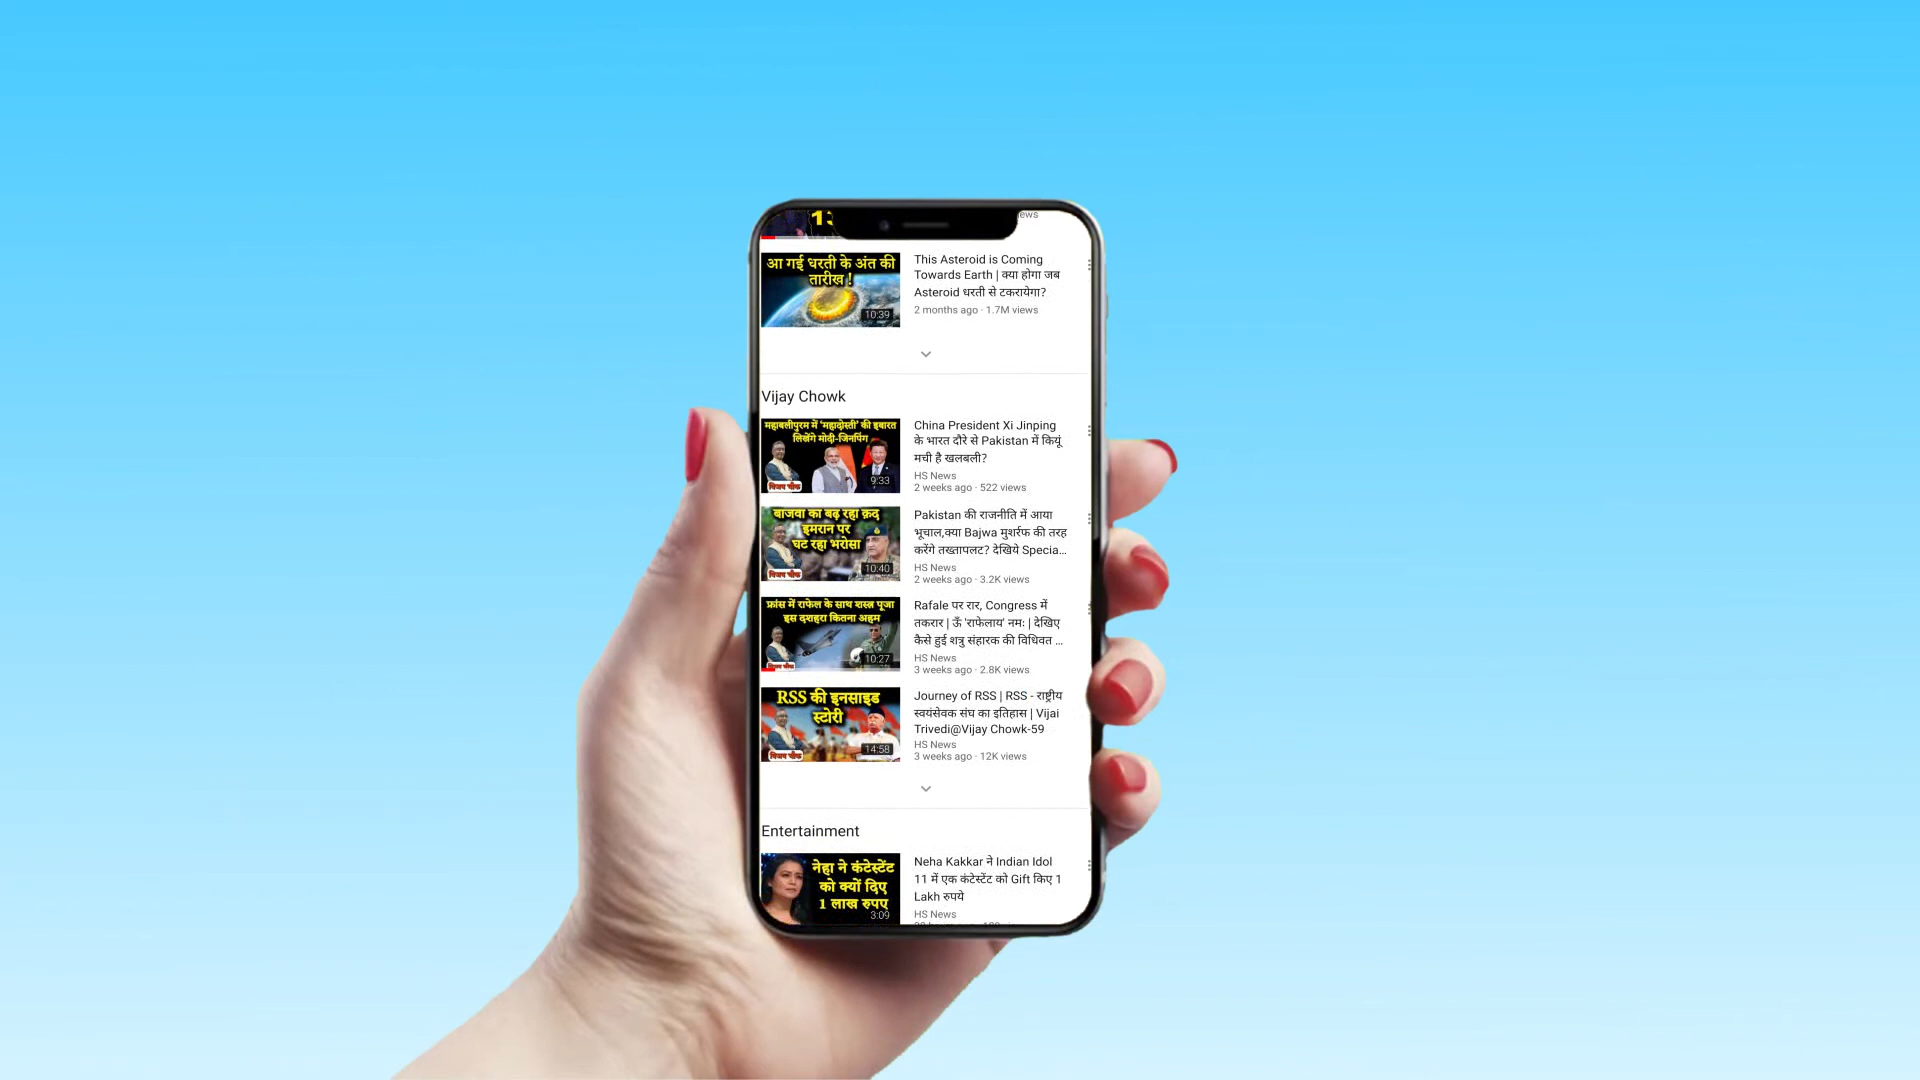 ews
आ गई धरती के अंत की
तारीख !
10:39
This Asteroid is Coming
Towards Earth | क्या होगा जब
Asteroid धरती से टकरायेगा?
2 months ago · 1.7M views
Vijay Chowk
महाबलीपुरम में 'महादोस्ती' की इबारत
लिखेंगे मोदी-जिनपिंग
विजय चौक
9:33
China President Xi Jinping
के भारत दौरे से Pakistan में कियूं
मची है खलबली?
HS News
2 weeks ago · 522 views
बाजवा का बढ़ रहा क़द
इमरान पर
घट रहा भरोसा
विजय चौक
10:40
Pakistan की राजनीति में आया
भूचाल,क्या Bajwa मुशर्रफ की तरह
करेंगे तख्तापलट? देखिये Specia...
HS News
2 weeks ago · 3.2K views
फ्रांस में राफेल के साथ शस्त्र पूजा
इस दशहरा कितना अहम
विजय चौक
10:27
Rafale पर रार, Congress में
तकरार | ऊँ 'राफेलाय' नमः | देखिए
कैसे हुई शत्रु संहारक की विधिवत ...
HS News
3 weeks ago · 2.8K views
RSS की इनसाइड
स्टोरी
विजय चौक
14:58
Journey of RSS | RSS - राष्ट्रीय
स्वयंसेवक संघ का इतिहास | Vijai
Trivedi@Vijay Chowk-59
HS News
3 weeks ago · 12K views
Entertainment
नेहा ने कंटेस्टेंट
को क्यों दिए
1 लाख रुपए
3:09
Neha Kakkar ने Indian Idol
11 में एक कंटेस्टेंट को Gift किए 1
Lakh रुपये
HS News